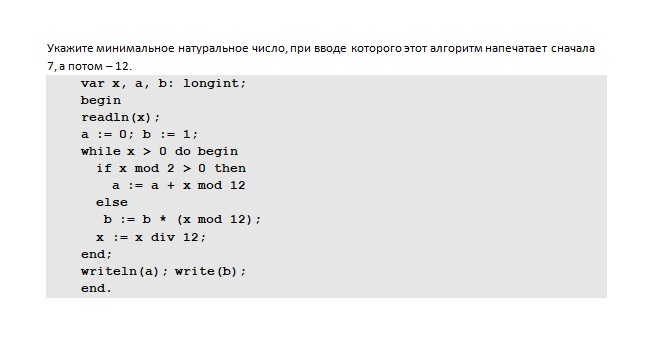 Укажите минимальное натуральное число, при вводе которого этот алгоритм напечатает сначала
7, а потом – 12.
var x, a, b: longint;
begin
readln(x);
a := 0; b := 1;
while x > 0 do begin
if x mod 2 > 0 then
a := a + x mod 12
else
b := b * (x mod 12);
x := x div 12;
end;
writeln(a); write(b);
end.